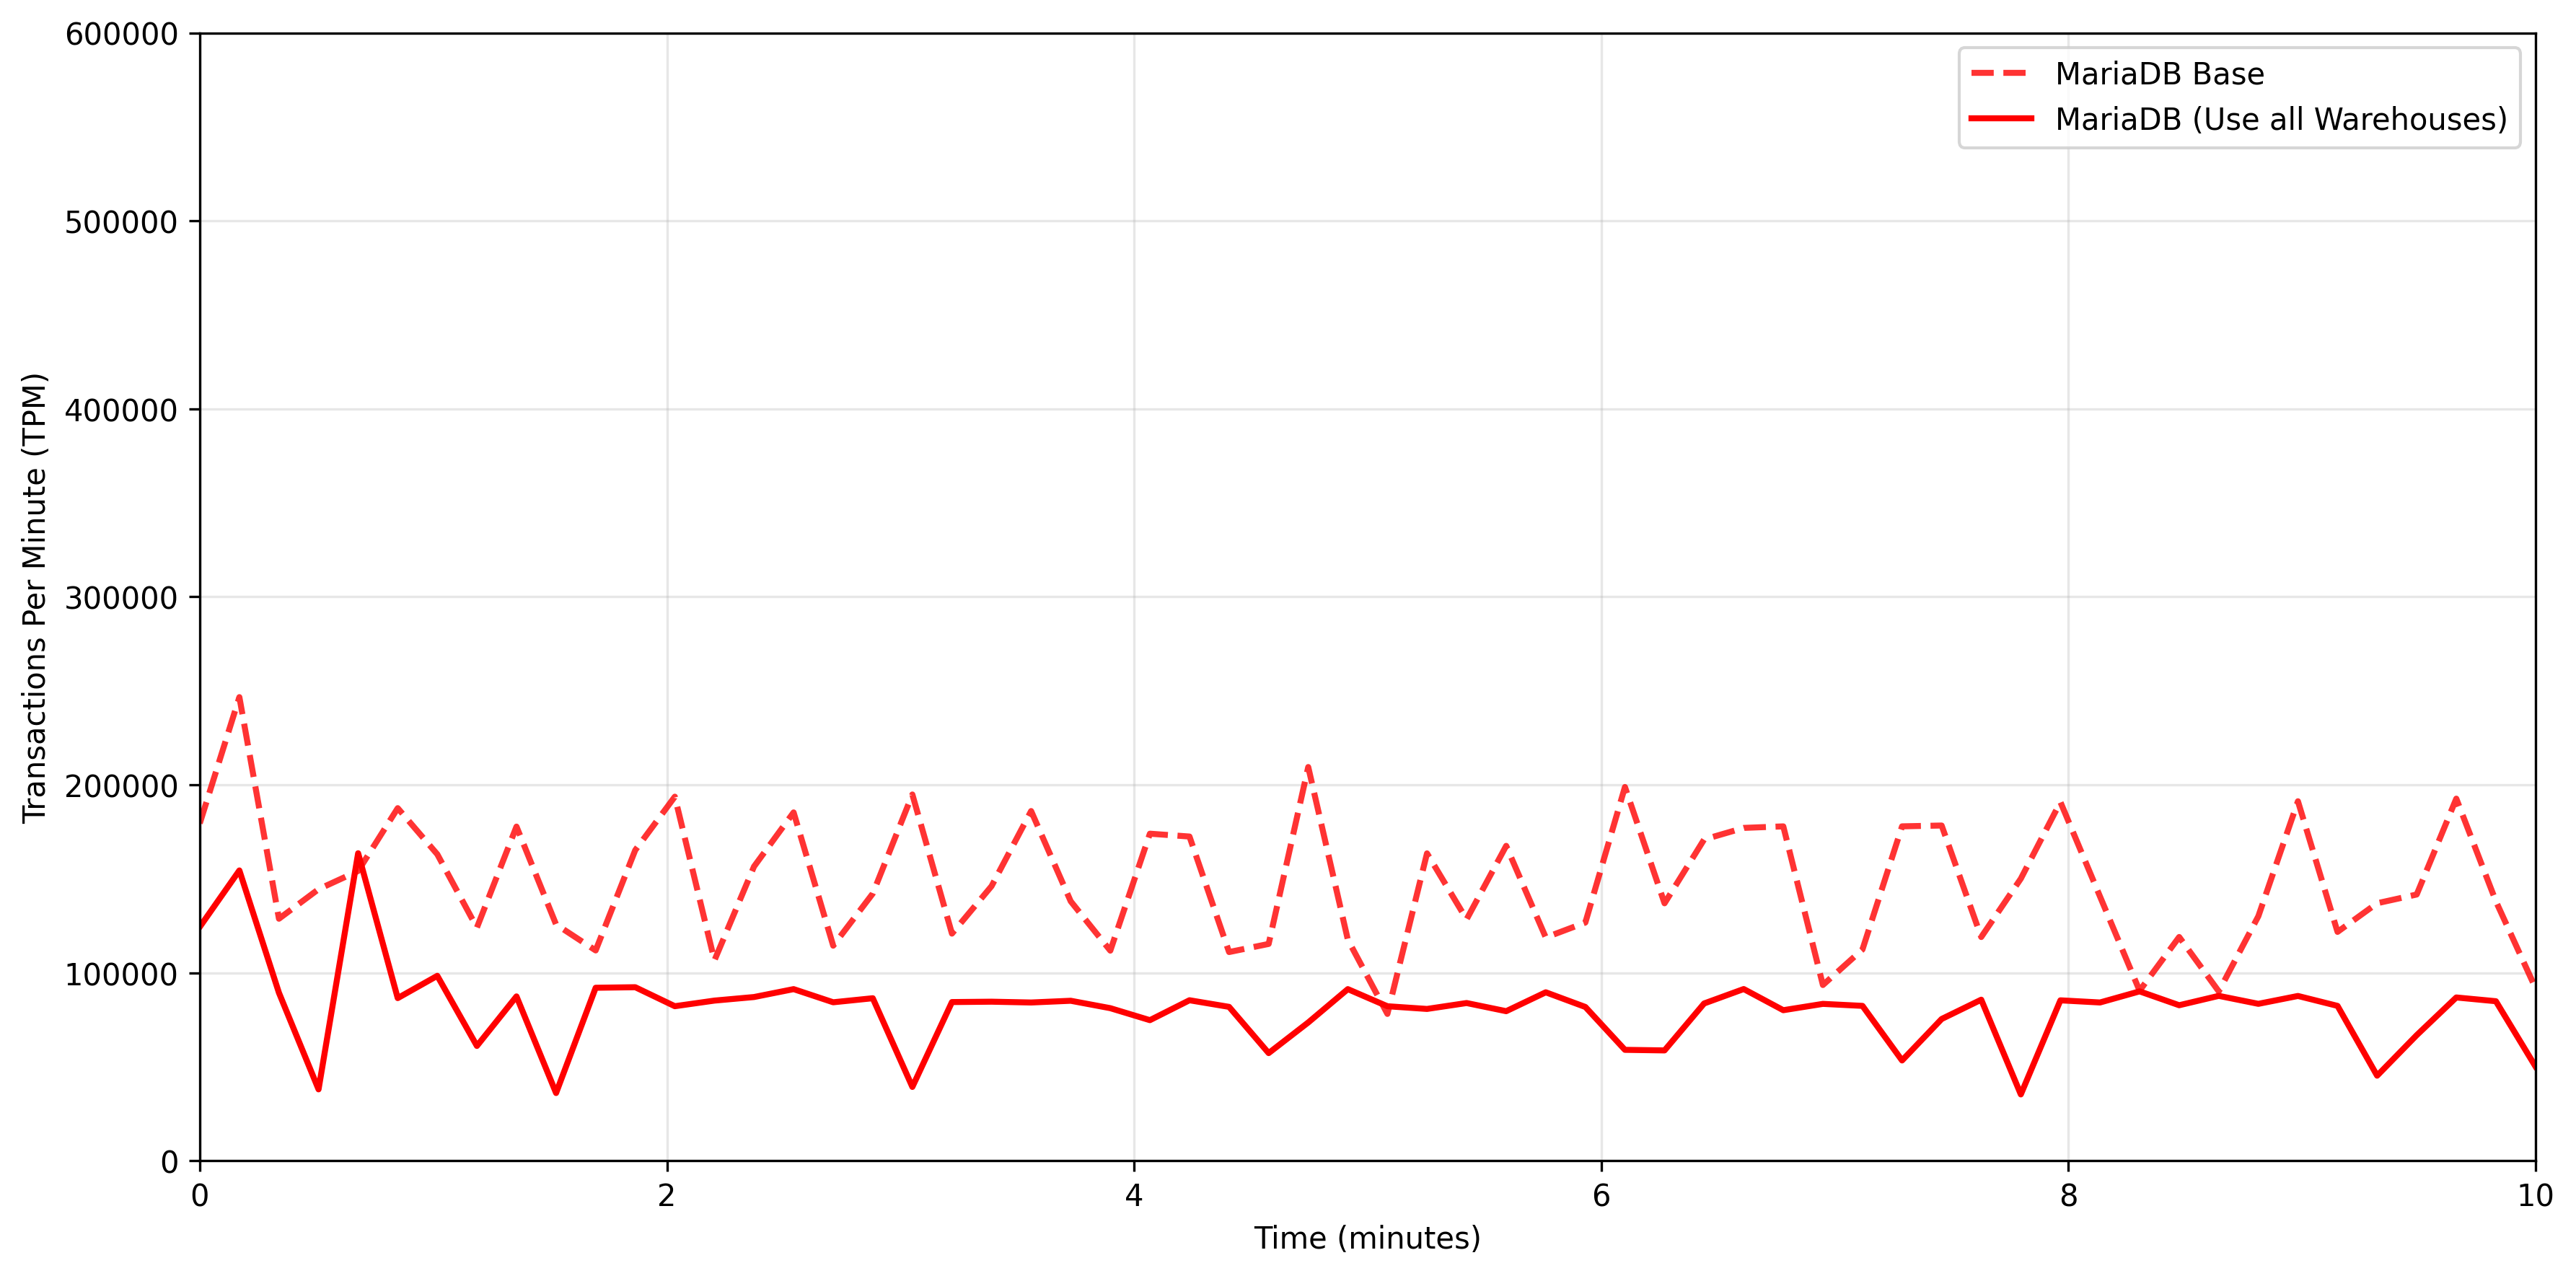 MariaDB Base
MariaDB (Use all Warehouses)
Transactions Per Minute (TPM)
600000
500000
400000
300000
200000
100000
0
0 2 4 6 8 10
Time (minutes)